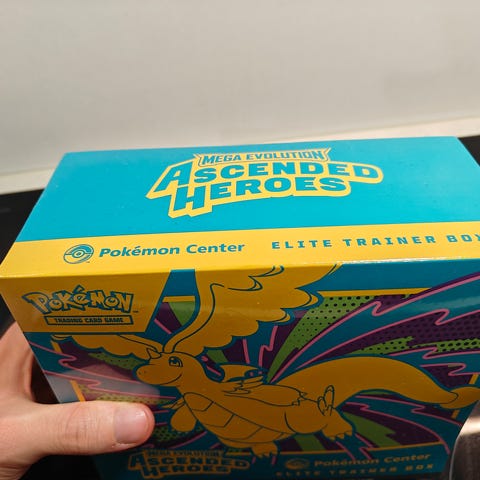 MEGA EVOLUTION
ASCENDED
HEROES
Pokémon Center ELITE TRAINER BOX
POKÉMON
TRADING CARD GAME
MEGA EVOLUTION
ASCENDED
HEROES
Pokémon Center
ELITE TRAINER BOX